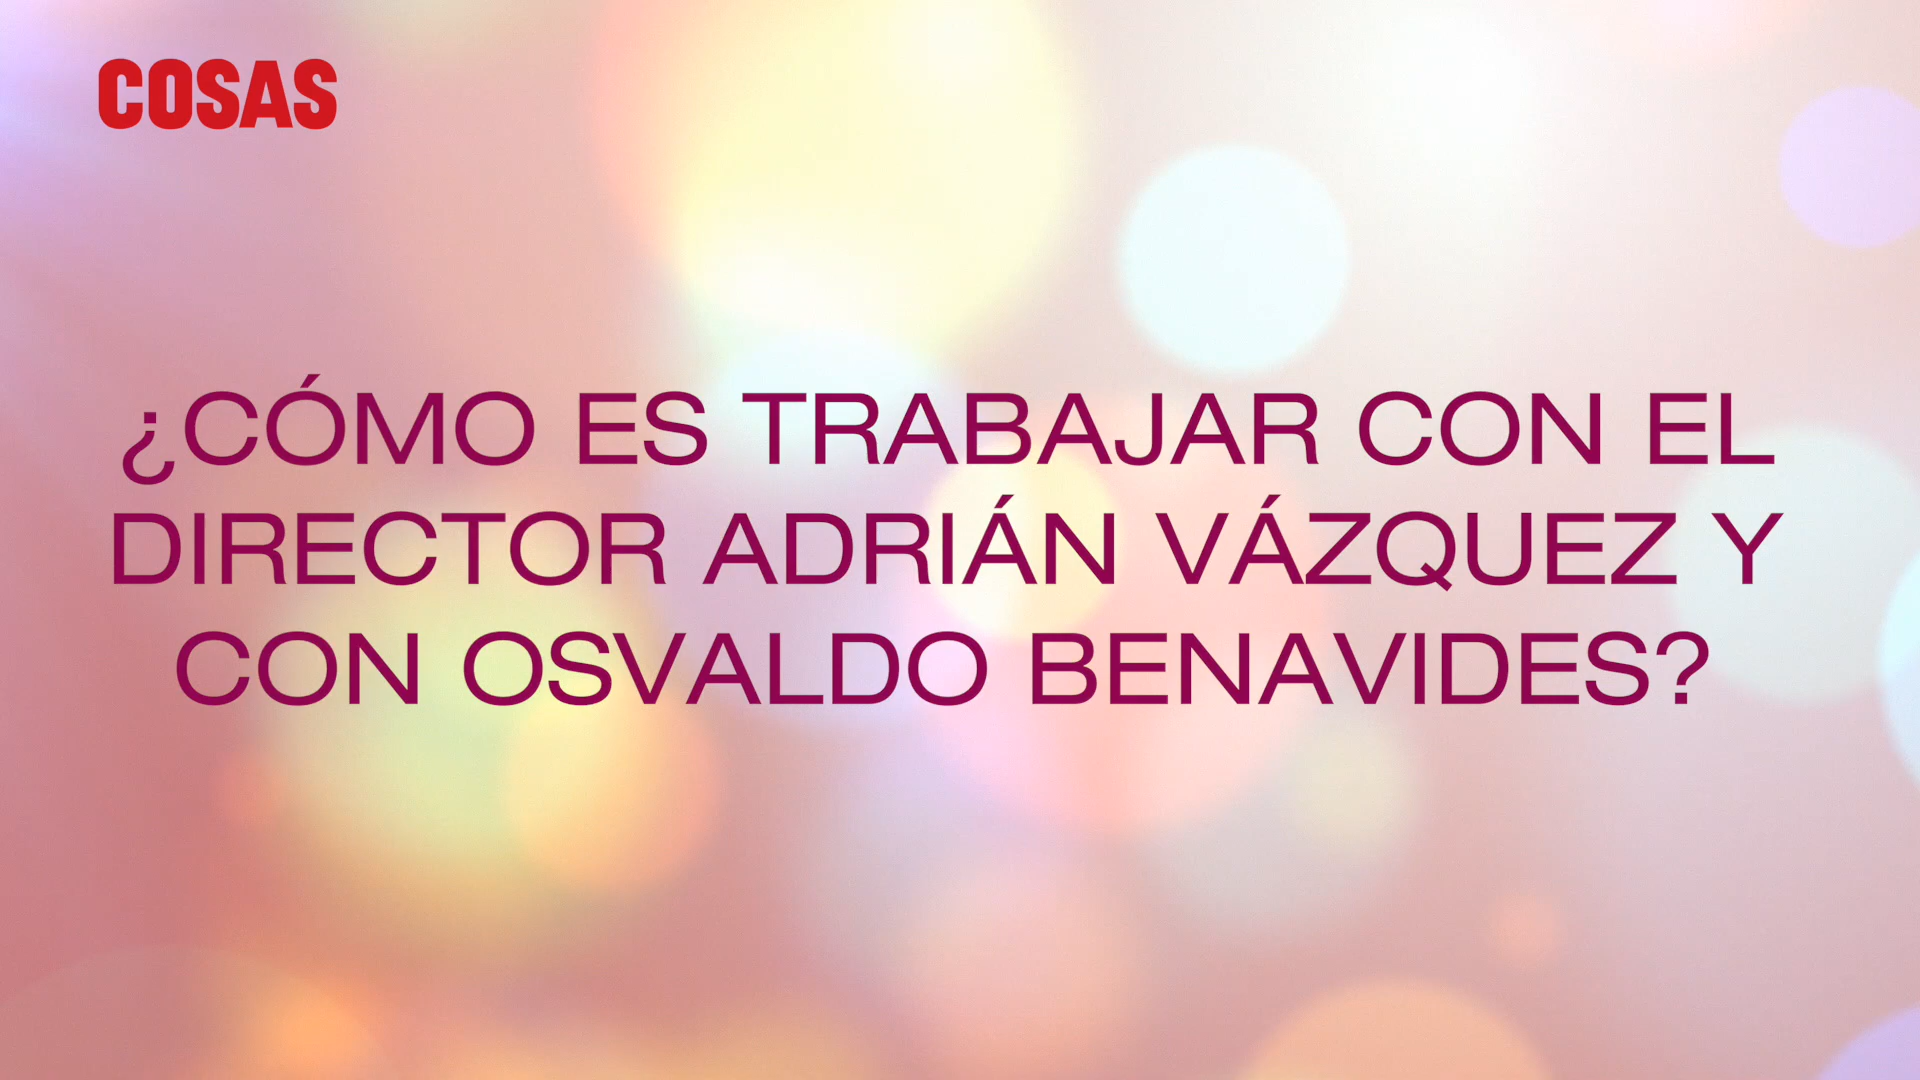 COSAS
¿CÓMO ES TRABAJAR CON EL
DIRECTOR ADRIÁN VÁZQUEZ Y
CON OSVALDO BENAVIDES?